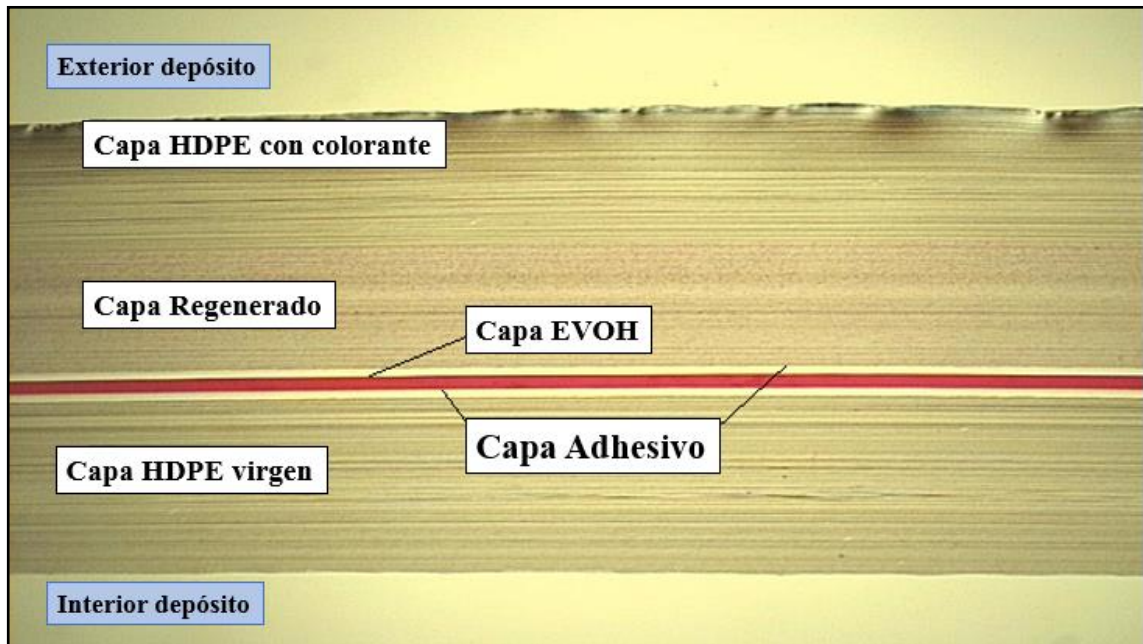 Exterior depósito
Capa HDPE con colorante
Capa Regenerado
Capa EVOH
Capa Adhesivo
Capa HDPE virgen
Interior depósito